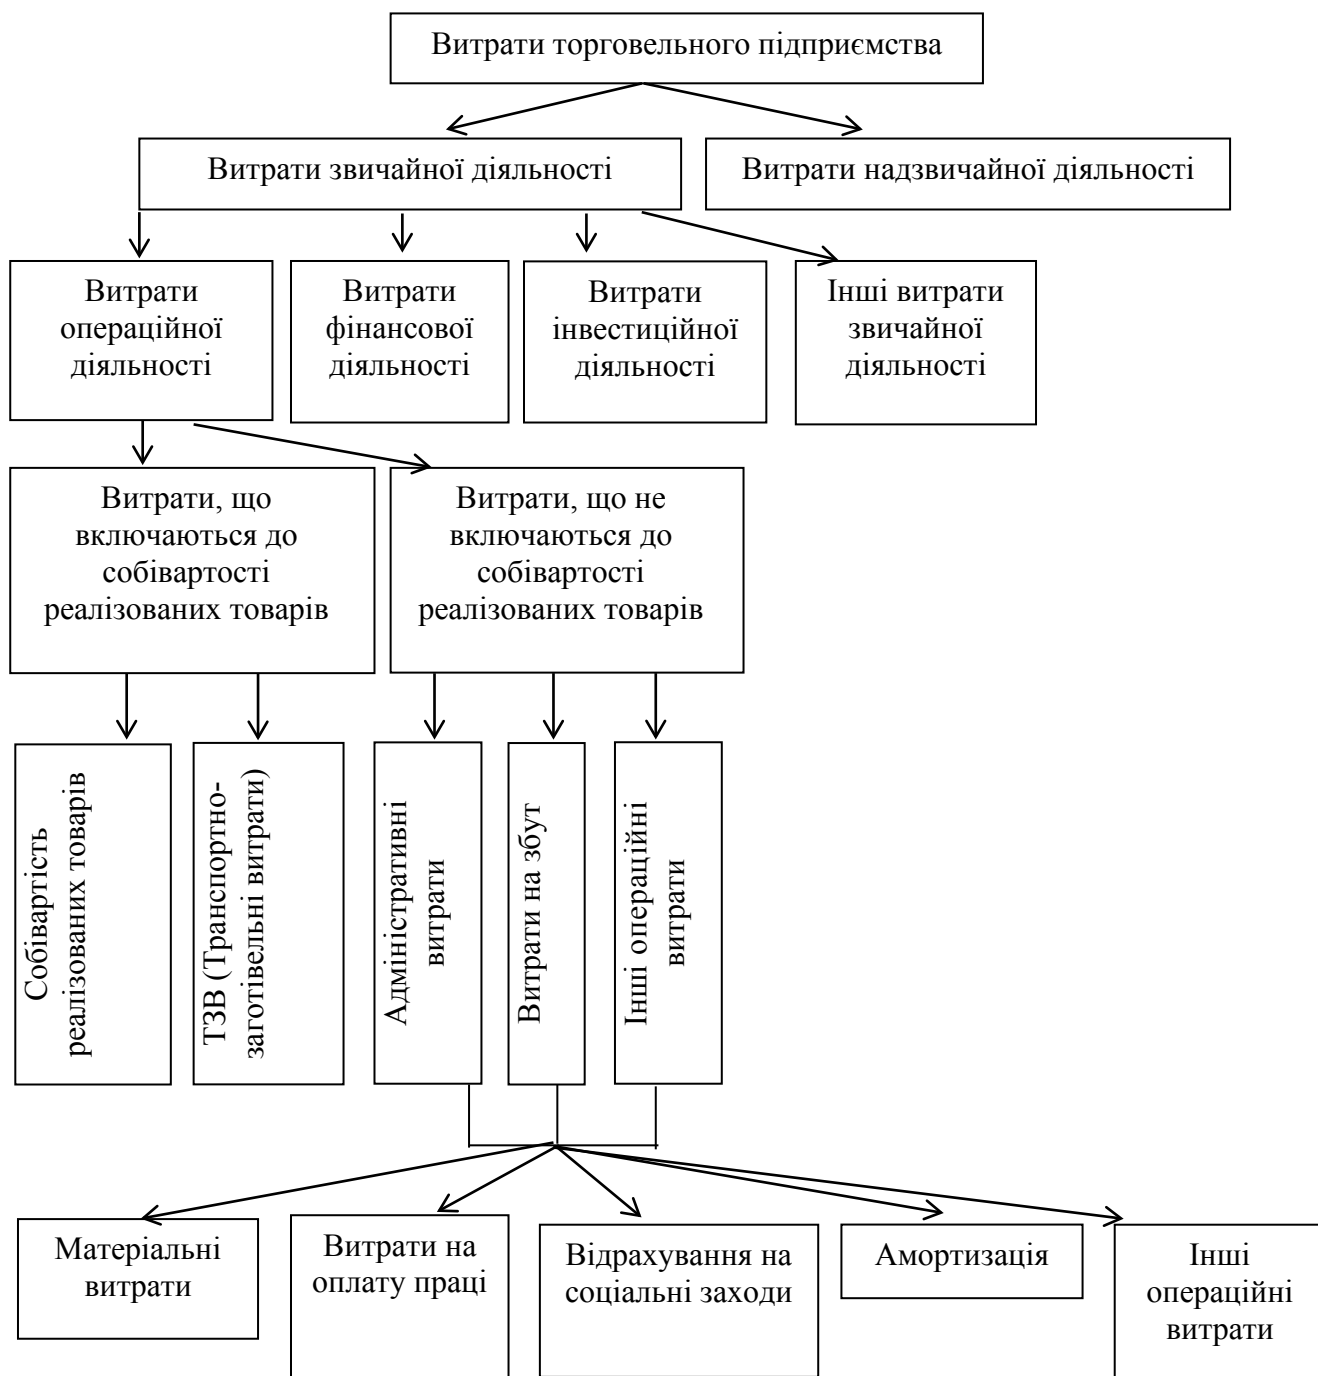 Витрати торговельного підприємства
Витрати звичайної діяльності
Витрати надзвичайної діяльності
Витрати
операційної
діяльності
Витрати
фінансової
діяльності
Витрати
інвестиційної
діяльності
Інші витрати
звичайної
діяльності
Витрати, що
включаються до
собівартості
реалізованих товарів
Витрати, що не
включаються до
собівартості
реалізованих товарів
Собівартість
реалізованих товарів
ТЗВ (Транспортно-
заготівельні витрати)
Адміністративні
витрати
Витрати на збут
Інші операційні
витрати
Матеріальні
витрати
Витрати на
оплату праці
Відрахування на
соціальні заходи
Амортизація
Інші
операційні
витрати